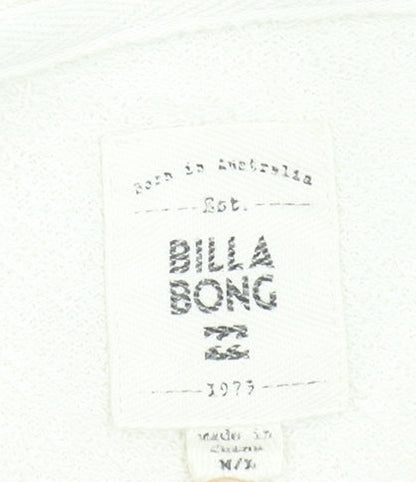 Born in Australia
Est.
BILLA
BONG
1973
made in